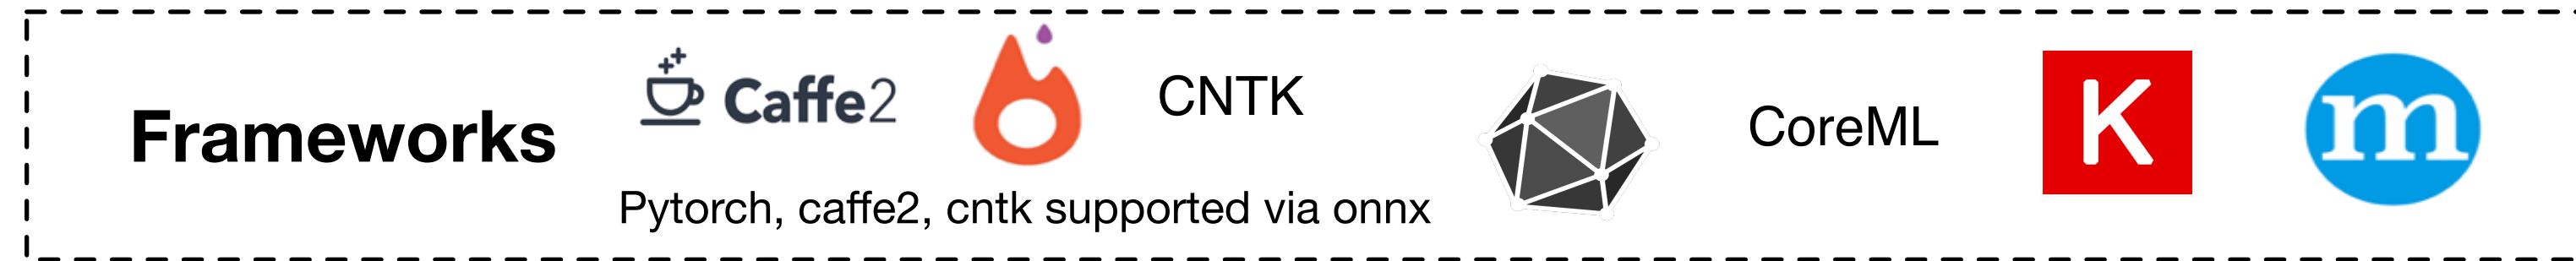 Frameworks
Caffe2
CNTK
Pytorch, caffe2, cntk supported via onnx
CoreML
K
m